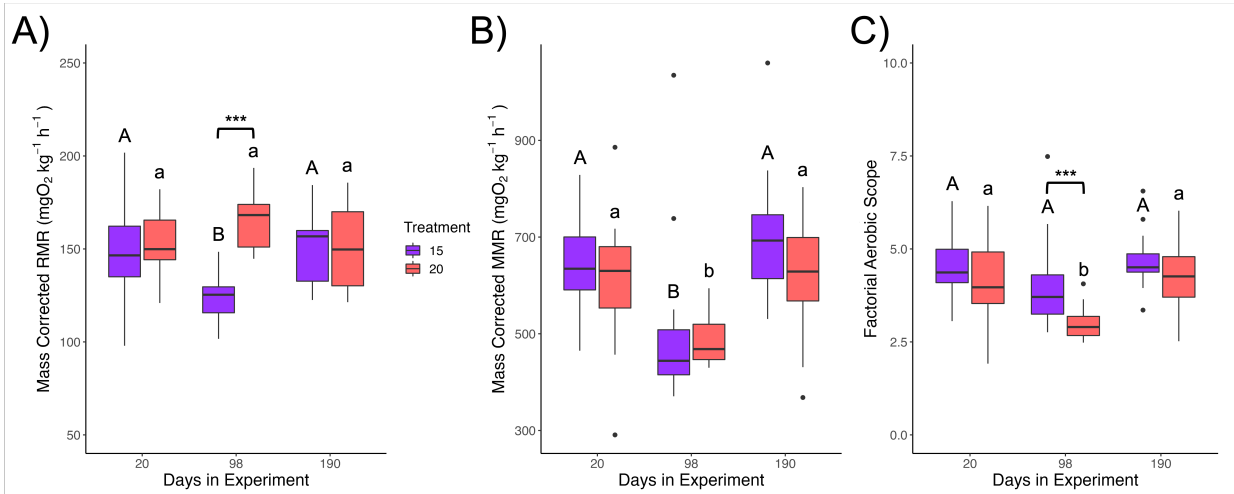 A)
250
200
150
100
50
Mass Corrected RMR (mgO₂ kg⁻¹ h⁻¹ )
A
a
B
***
a
A
a
20
98
190
Days in Experiment
Treatment
15
20
B)
900
700
500
300
Mass Corrected MMR (mgO₂ kg⁻¹ h⁻¹ )
A
a
B
b
A
a
20
98
190
Days in Experiment
C)
10.0
7.5
5.0
2.5
0.0
Factorial Aerobic Scope
A
a
***
A
b
A
a
20
98
190
Days in Experiment